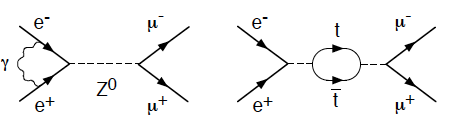 e- μ- e- t μ-
γ Z0
e+ μ+ e+ t̄ μ+